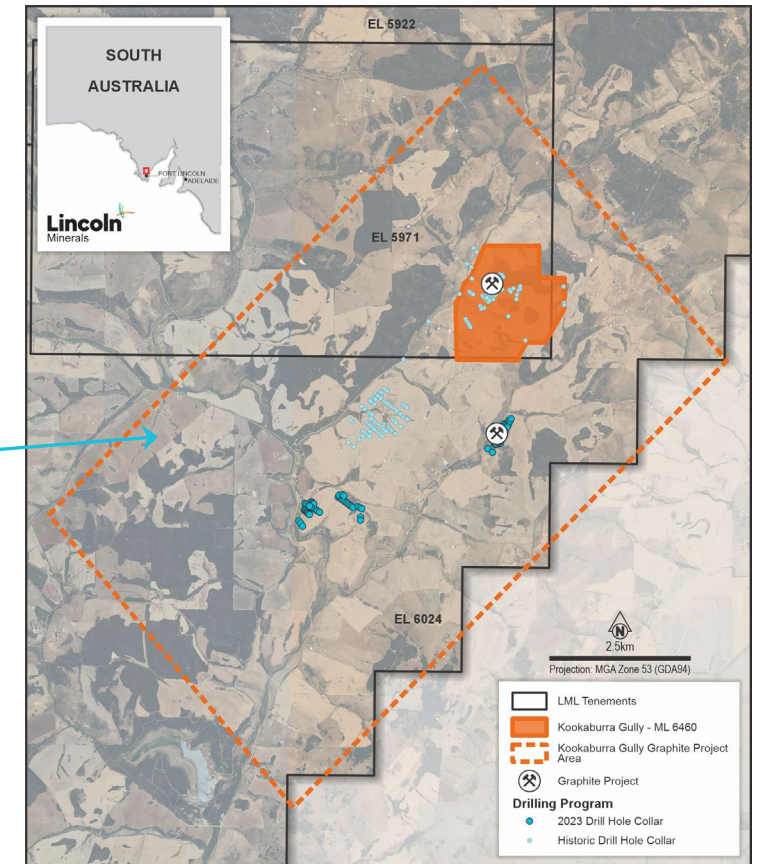 EL 5922
SOUTH
AUSTRALIA
PORT LINCOLN
ADELAIDE
Lincoln
Minerals
EL 5971
EL 6024
N
2.5km
Projection: MGA Zone 53 (GDA94)
LML Tenements
Kookaburra Gully - ML 6460
Kookaburra Gully Graphite Project
Area
Graphite Project
Drilling Program
2023 Drill Hole Collar
Historic Drill Hole Collar